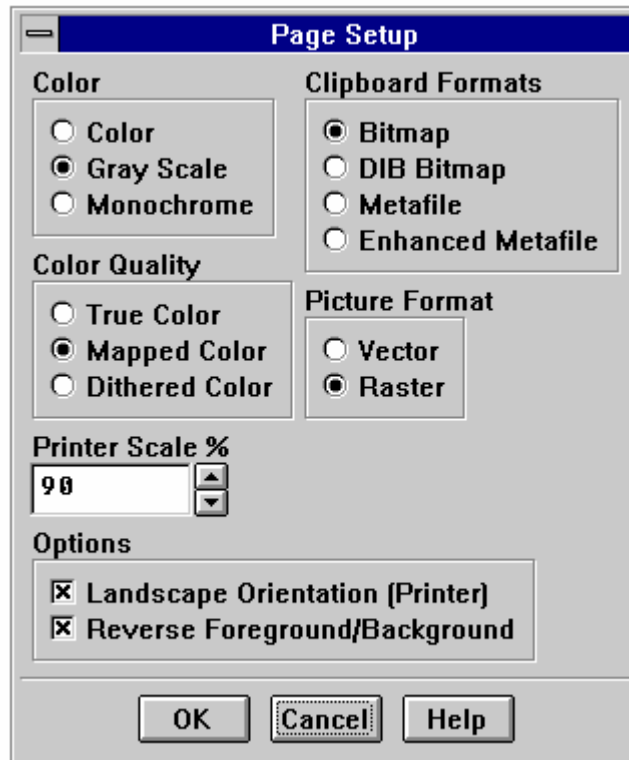 Page Setup
Color
Color
Gray Scale
Monochrome
Clipboard Formats
Bitmap
DIB Bitmap
Metafile
Enhanced Metafile
Color Quality
True Color
Mapped Color
Dithered Color
Picture Format
Vector
Raster
Printer Scale %
90
Options
Landscape Orientation (Printer)
Reverse Foreground/Background
OK
Cancel
Help